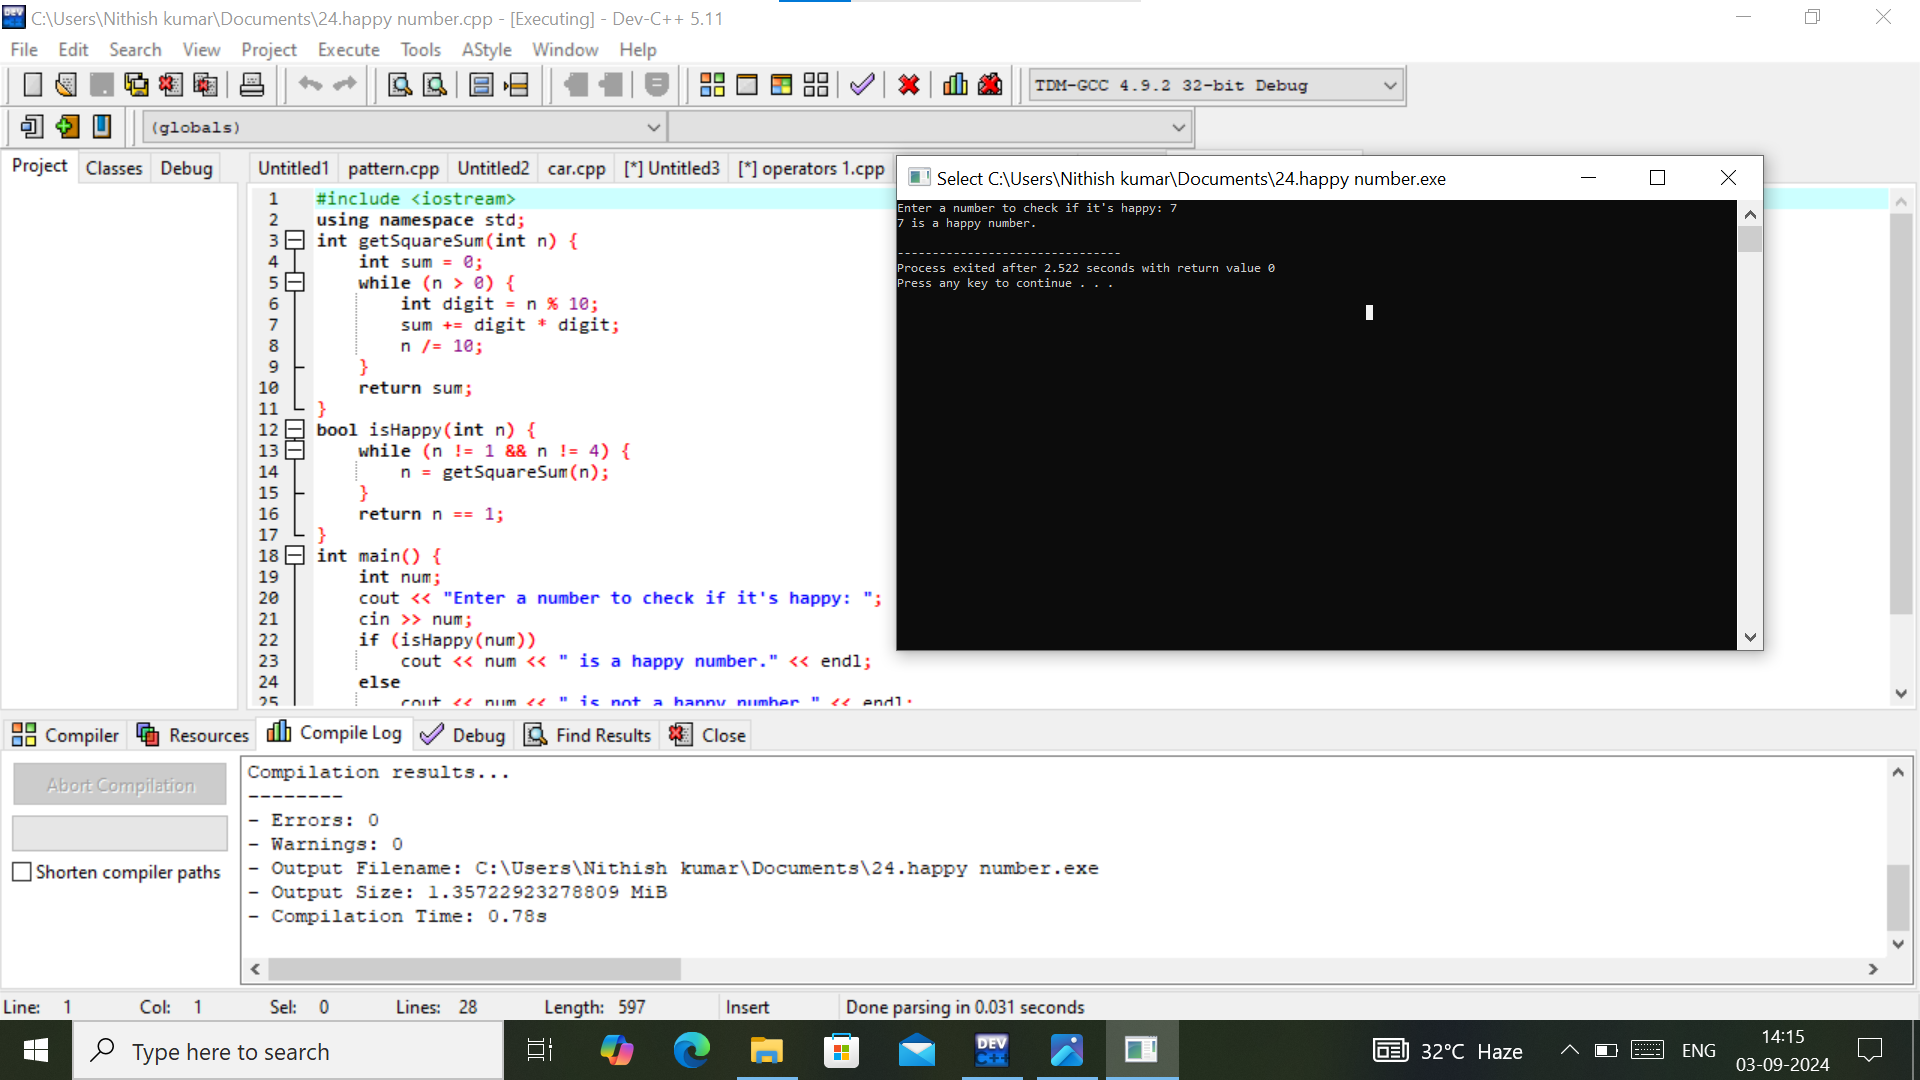 C:\Users\Nithish kumar\Documents\24.happy number.cpp - [Executing] - Dev-C++ 5.11
File Edit Search View Project Execute Tools AStyle Window Help
TDM-GCC 4.9.2 32-bit Debug
(globals)
Project Classes Debug
Untitled1 pattern.cpp Untitled2 car.cpp [*] Untitled3 [*] operators 1.cpp
1 #include <iostream>
2 using namespace std;
3 int getSquareSum(int n) {
4 int sum = 0;
5 while (n > 0) {
6 int digit = n % 10;
7 sum += digit * digit;
8 n /= 10;
9 }
10 return sum;
11 }
12 bool isHappy(int n) {
13 while (n != 1 && n != 4) {
14 n = getSquareSum(n);
15 }
16 return n == 1;
17 }
18 int main() {
19 int num;
20 cout << "Enter a number to check if it's happy: ";
21 cin >> num;
22 if (isHappy(num))
23 cout << num << " is a happy number." << endl;
24 else
25 cout << num << " is not a happy number." << endl;
Select C:\Users\Nithish kumar\Documents\24.happy number.exe
Enter a number to check if it's happy: 7
7 is a happy number.
--------------------------------
Process exited after 2.522 seconds with return value 0
Press any key to continue . . .
Compiler Resources Compile Log Debug Find Results Close
Abort Compilation
Shorten compiler paths
Compilation results...
--------
- Errors: 0
- Warnings: 0
- Output Filename: C:\Users\Nithish kumar\Documents\24.happy number.exe
- Output Size: 1.35722923278809 MiB
- Compilation Time: 0.78s
Line: 1 Col: 1 Sel: 0 Lines: 28 Length: 597 Insert Done parsing in 0.031 seconds
Type here to search
DEV C++
32°C Haze
ENG
14:15
03-09-2024